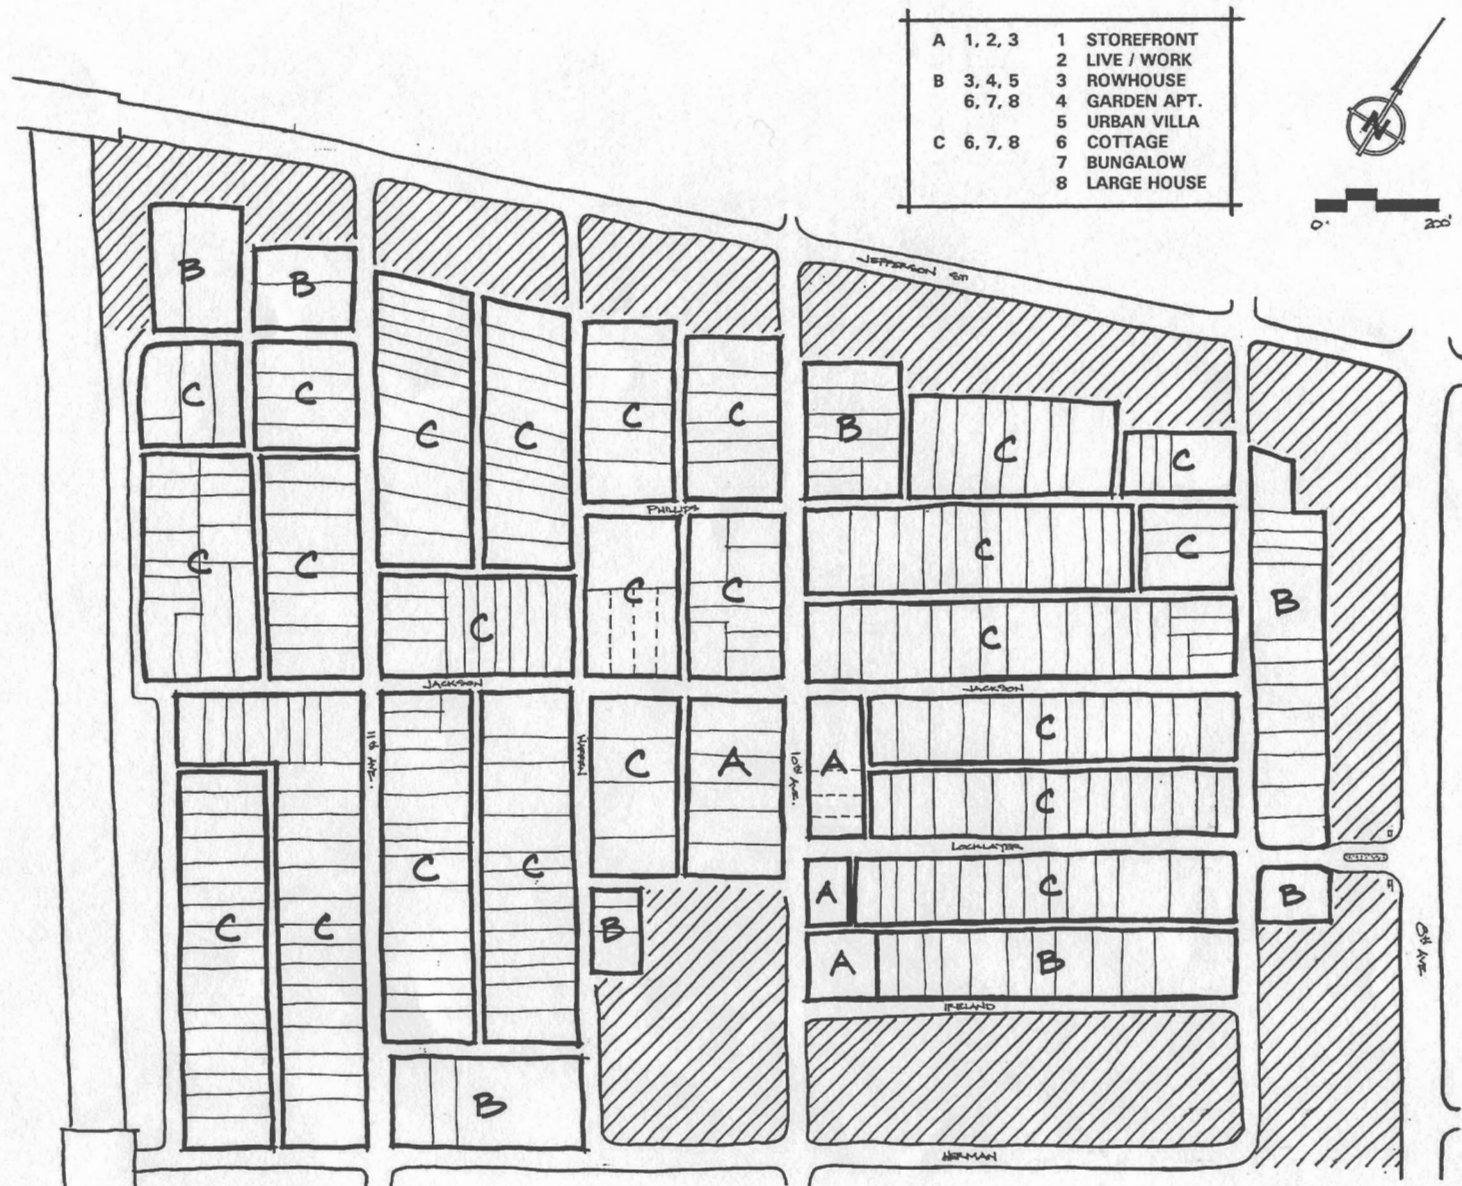 A 1, 2, 3 1 STOREFRONT
2 LIVE / WORK
B 3, 4, 5 3 ROWHOUSE
6, 7, 8 4 GARDEN APT.
5 URBAN VILLA
C 6, 7, 8 6 COTTAGE
7 BUNGALOW
8 LARGE HOUSE
N
0' 200'
JEFFERSON ST.
B
B
C
C
C
C
C
C
B
C
C
PHILLIPS
C
C
C
C
C
C
B
C
C
C
JACKSON
JACKSON
11th AVE.
WARREN
10th AVE.
C
A
A
C
C
LOCKLAYER
C
C
A
C
B
C
C
B
A
B
8th AVE.
IRELAND
B
HERMAN